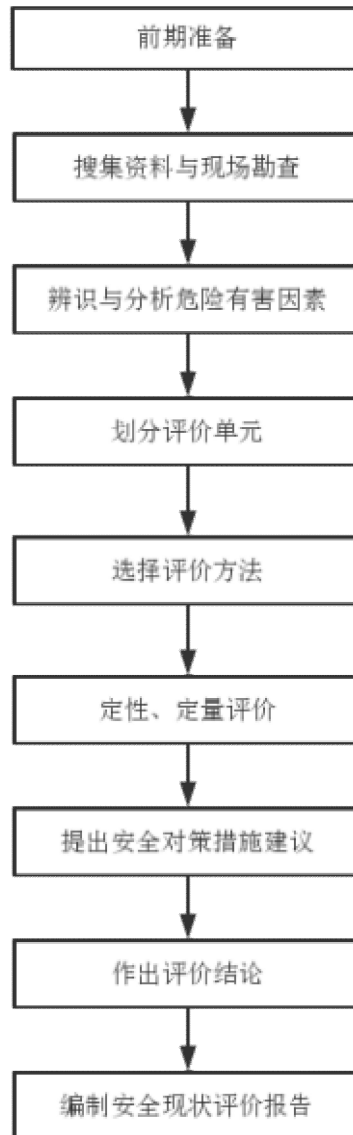 前期准备
搜集资料与现场勘查
辨识与分析危险有害因素
划分评价单元
选择评价方法
定性、定量评价
提出安全对策措施建议
作出评价结论
编制安全现状评价报告